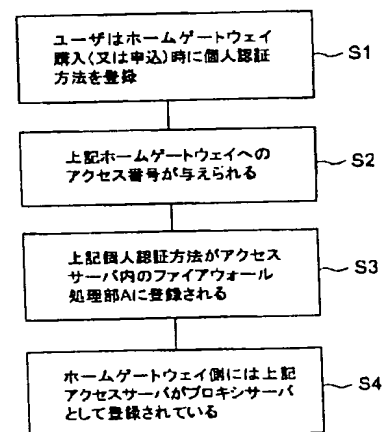 ユーザはホームゲートウェイ
購入(又は申込)時に個人認証
方法を登録
S1
上記ホームゲートウェイへの
アクセス番号が与えられる
S2
上記個人認証方法がアクセス
サーバ内のファイアウォール
処理部Aに登録される
S3
ホームゲートウェイ側には上記
アクセスサーバがプロキシサーバ
として登録されている
S4